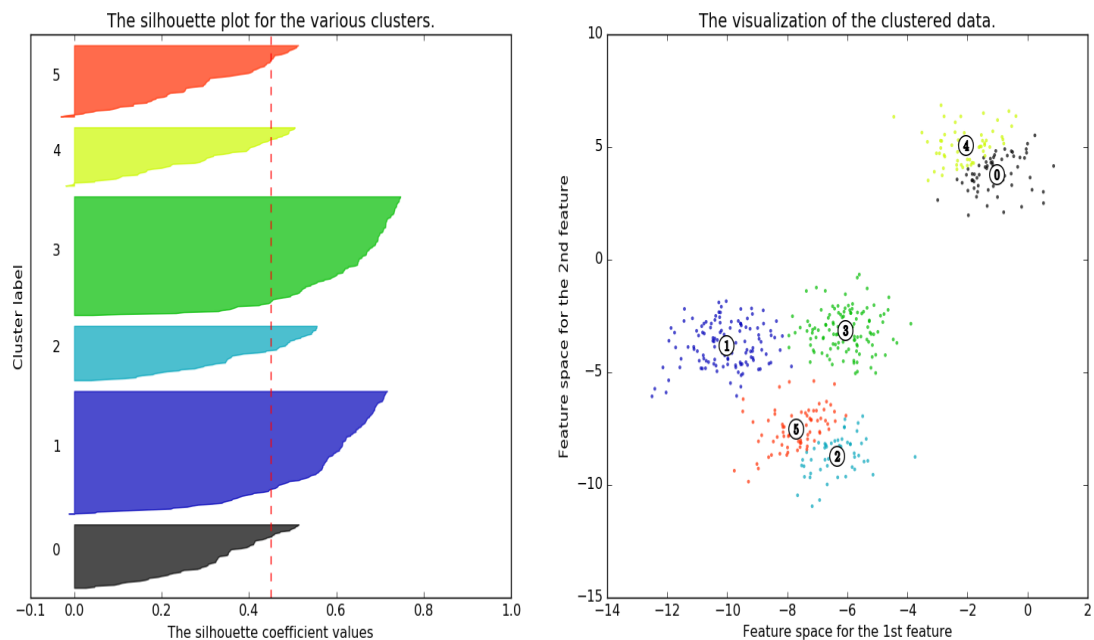 The silhouette plot for the various clusters.
Cluster label
5
4
3
2
1
0
−0.1 0.0 0.2 0.4 0.6 0.8 1.0
The silhouette coefficient values
The visualization of the clustered data.
Feature space for the 2nd feature
10
5
0
−5
−10
−15
4
0
3
1
5
2
−14 −12 −10 −8 −6 −4 −2 0 2
Feature space for the 1st feature